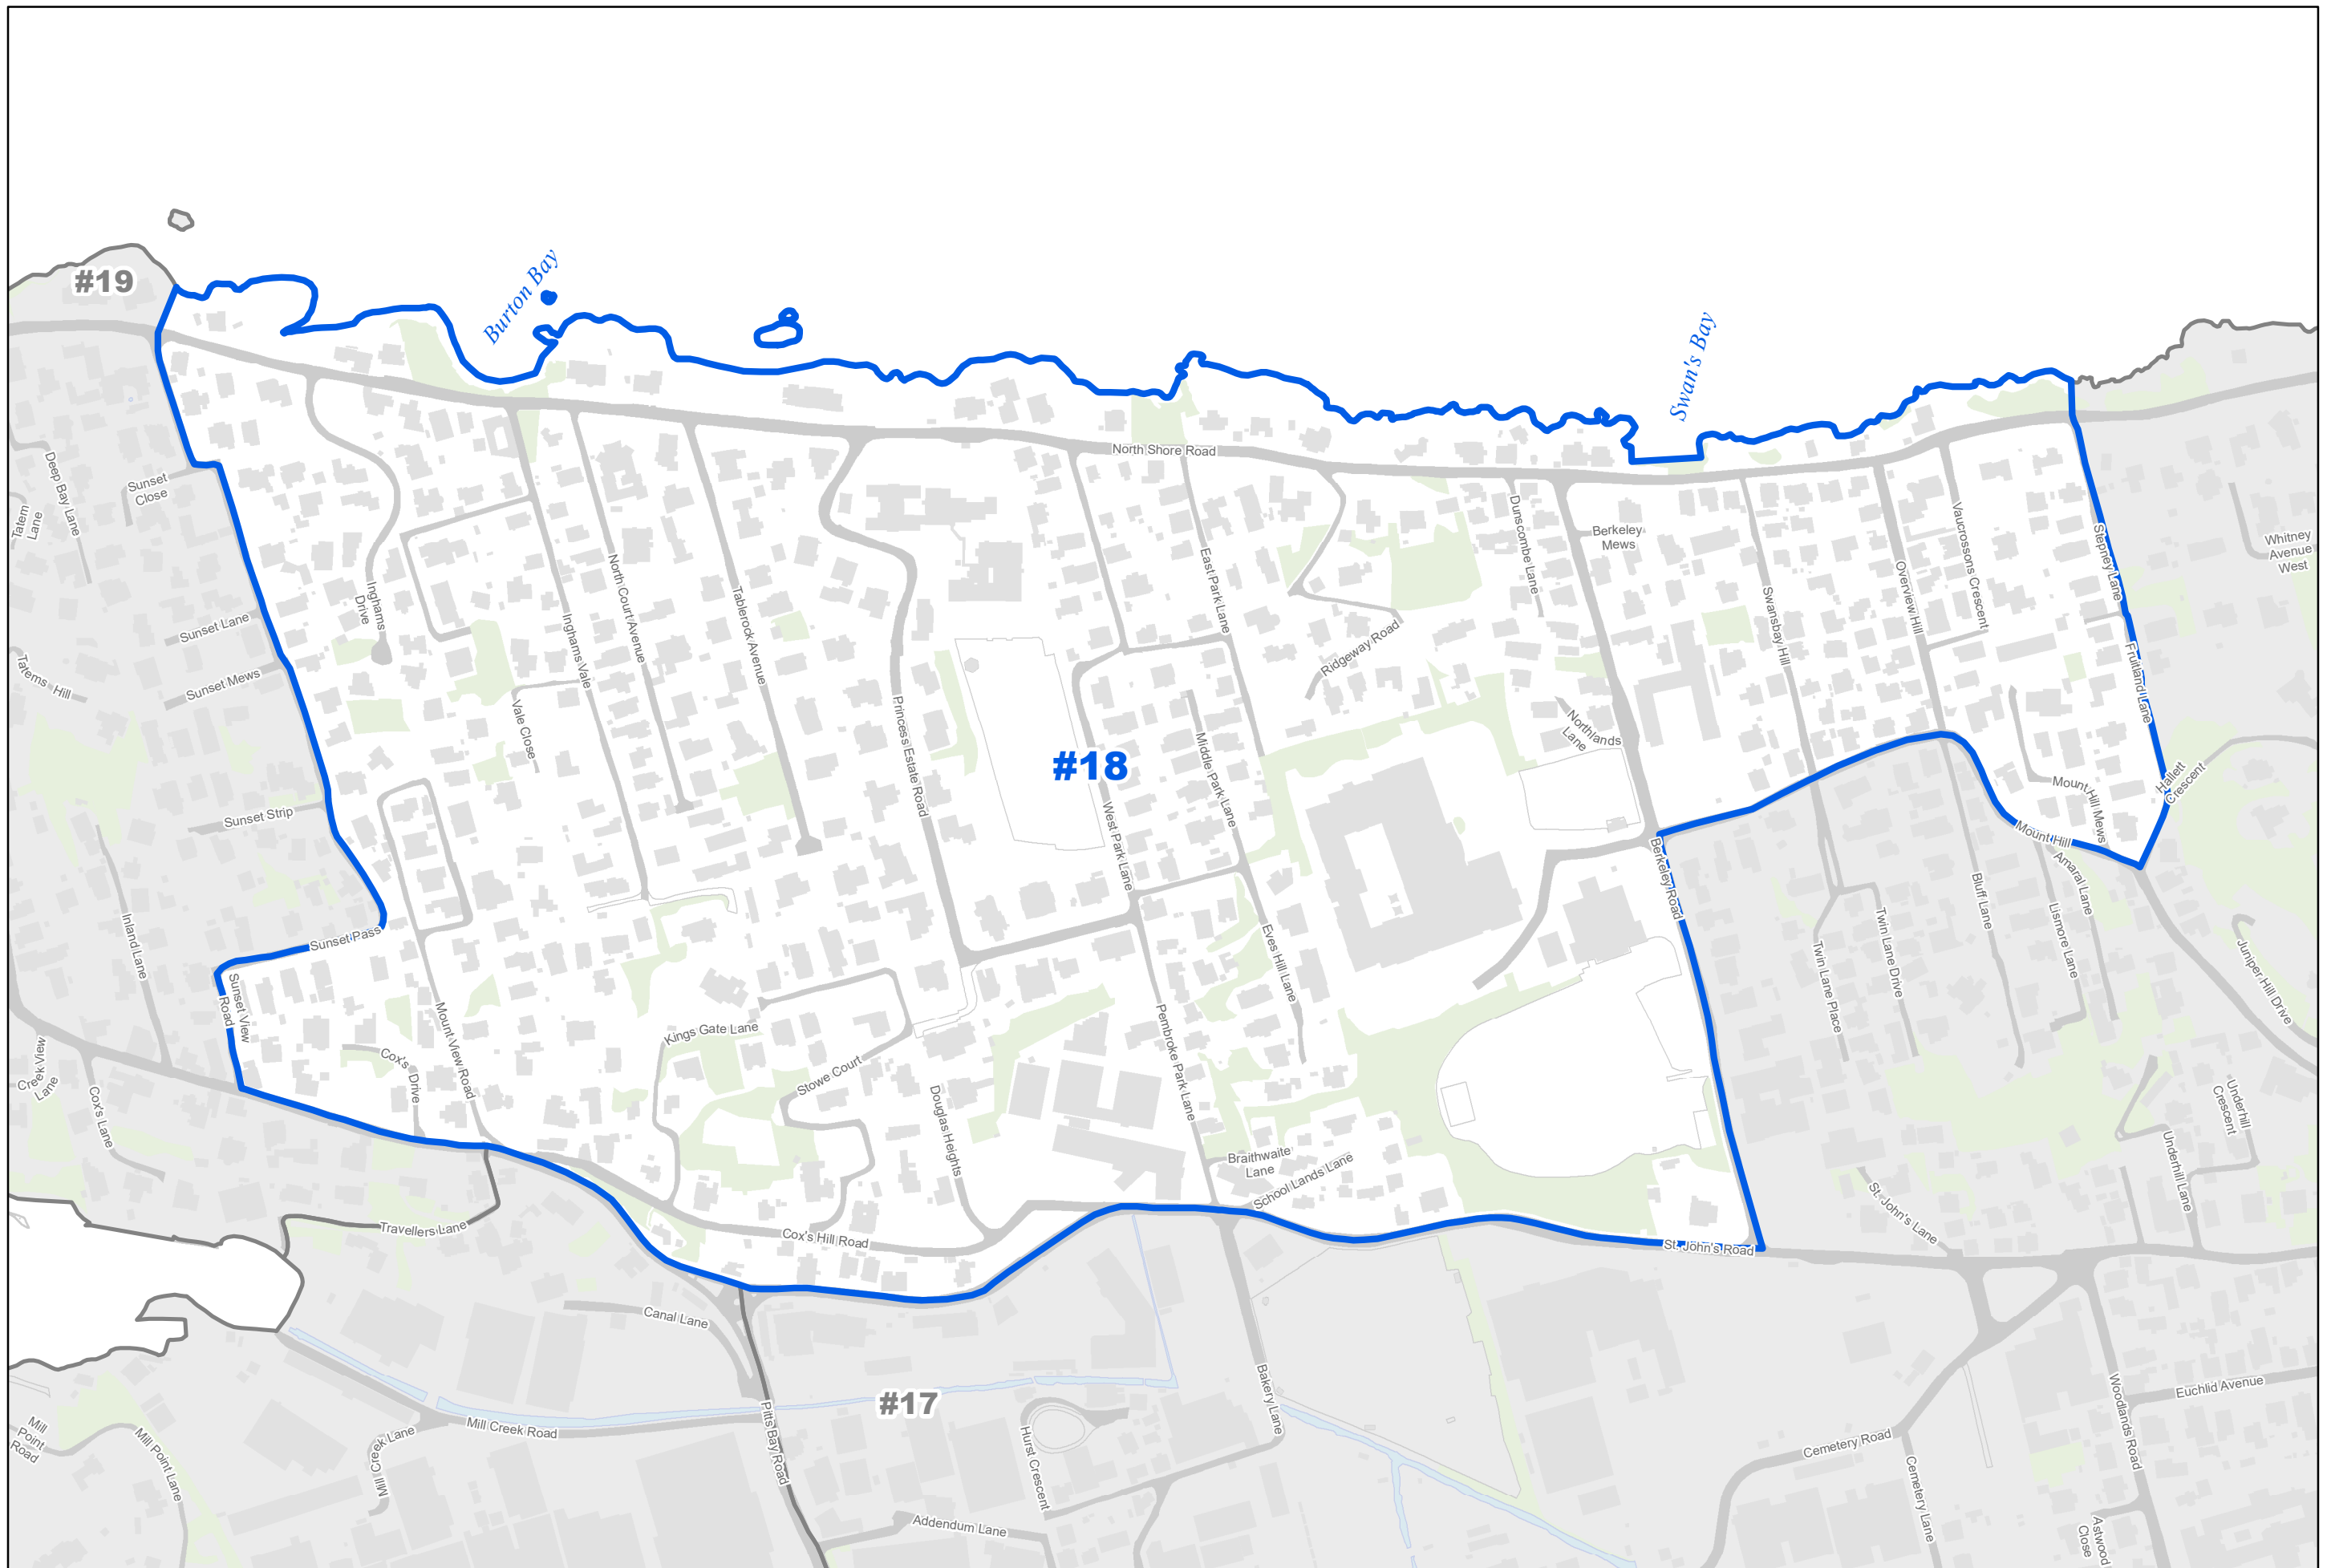 Burton Bay
#19
Swan's Bay
North Shore Road
Deep Bay Lane
Sunset
Close
Tatem
Lane
Dunscombe Lane
Berkeley
Mews
Vaucrossons Crescent
Stepney Lane
Whitney
Avenue
West
Inghams
Drive
North Court Avenue
Inghams Vale
Tablerock Avenue
East Park Lane
Overview Hill
Swansbay Hill
Sunset Lane
Ridgeway Road
Fruitland Lane
Tatems Hill
Sunset Mews
Vale Close
Princess Estate Road
Middle Park Lane
Northlands
Lane
#18
Hallett
Crescent
Mount Hill Mews
Sunset Strip
West Park Lane
Mount Hill
Berkeley Road
Amaral Lane
Bluff Lane
Lismore Lane
Inland Lane
Sunset Pass
Eves Hill Lane
Twin Lane Drive
Twin Lane Place
Juniper Hill Drive
Sunset View
Road
Mount View Road
Kings Gate Lane
Pembroke Park Lane
Creek View
Lane
Cox's Lane
Cox's Drive
Stowe Court
Douglas Heights
Underhill
Crescent
Underhill Lane
Braithwaite
Lane
School Lands Lane
St. John's Lane
Travellers Lane
Cox's Hill Road
St. John's Road
Canal Lane
#17
Pitts Bay Road
Bakery Lane
Euchlid Avenue
Woodlands Road
Mill
Point
Road
Mill Point Lane
Mill Creek Lane
Mill Creek Road
Hurst Crescent
Cemetery Road
Cemetery Lane
Addendum Lane
Astwood
Close